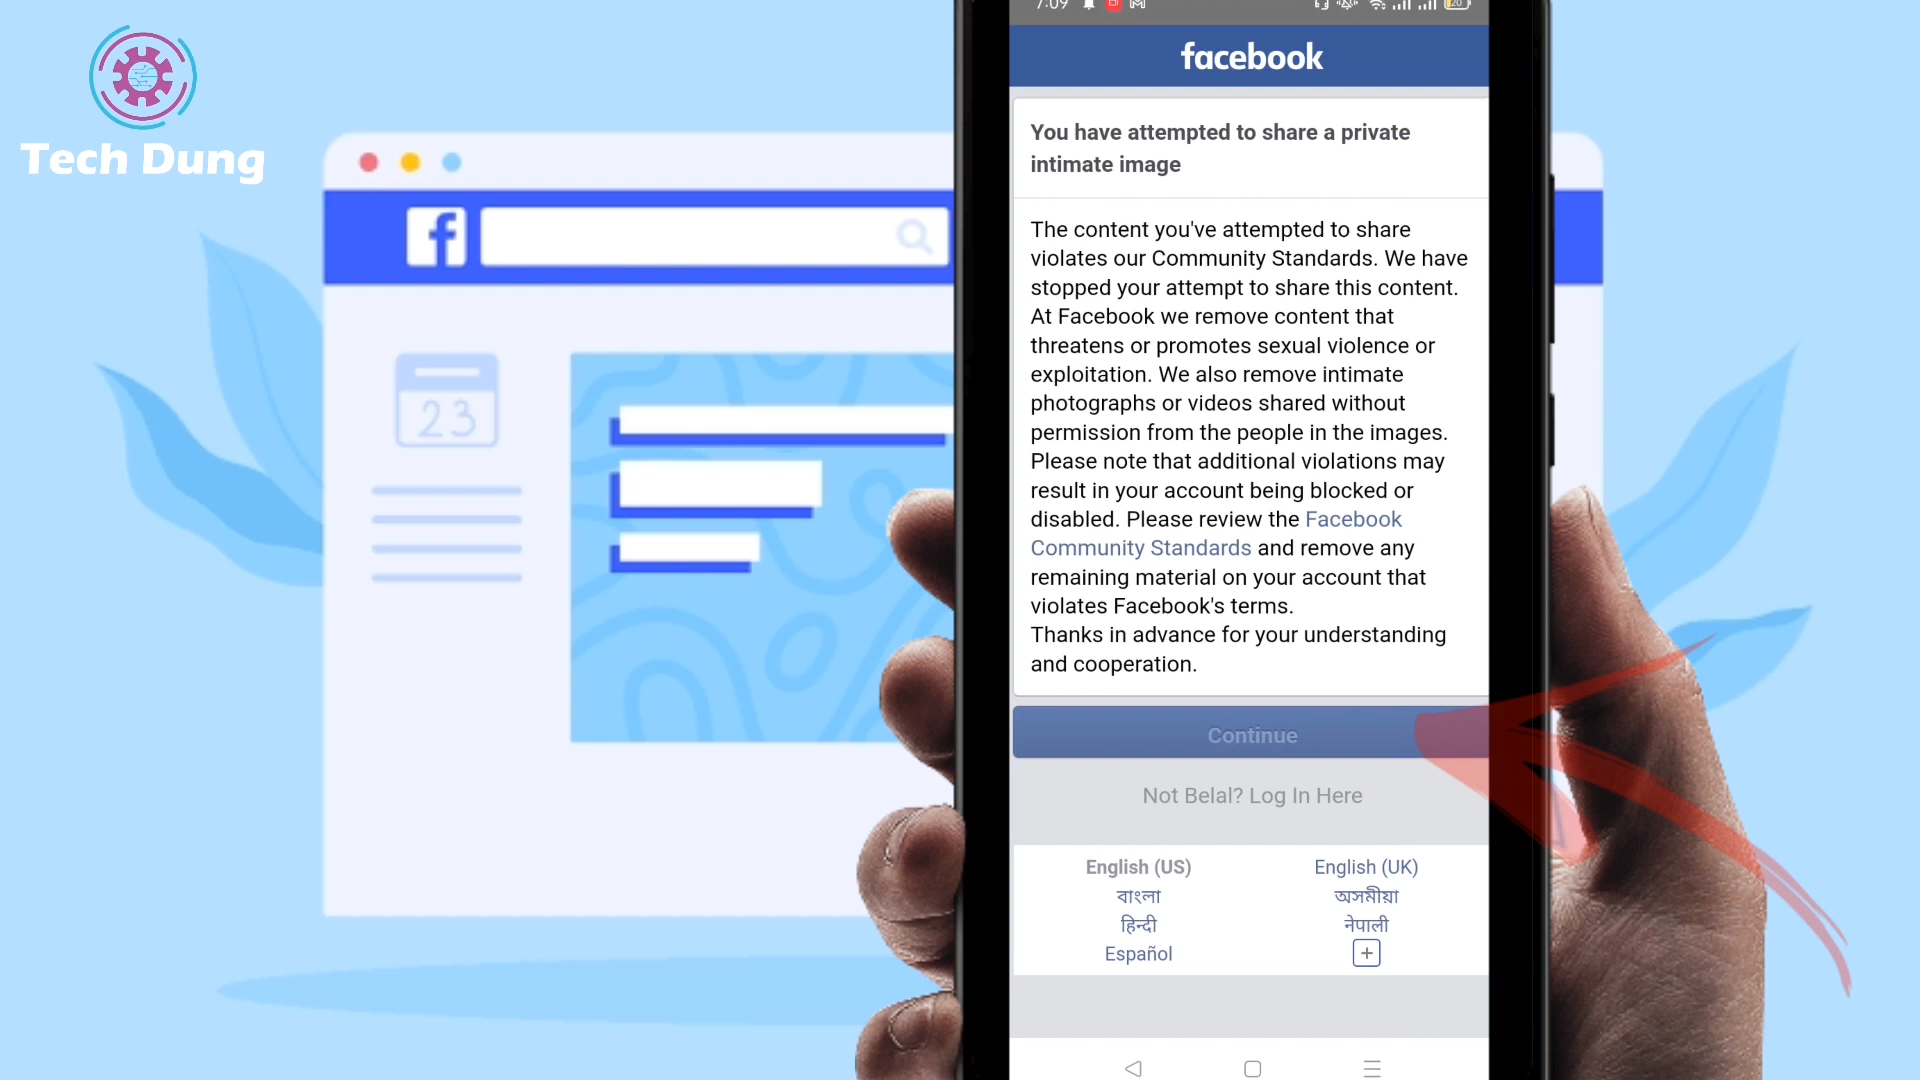 Tech Dung
23
7:09
20
facebook
You have attempted to share a private
intimate image
The content you've attempted to share
violates our Community Standards. We have
stopped your attempt to share this content.
At Facebook we remove content that
threatens or promotes sexual violence or
exploitation. We also remove intimate
photographs or videos shared without
permission from the people in the images.
Please note that additional violations may
result in your account being blocked or
disabled. Please review the Facebook
Community Standards and remove any
remaining material on your account that
violates Facebook's terms.
Thanks in advance for your understanding
and cooperation.
Continue
Not Belal? Log In Here
English (US)
English (UK)
বাংলা
অসমীয়া
हिन्दी
नेपाली
Español